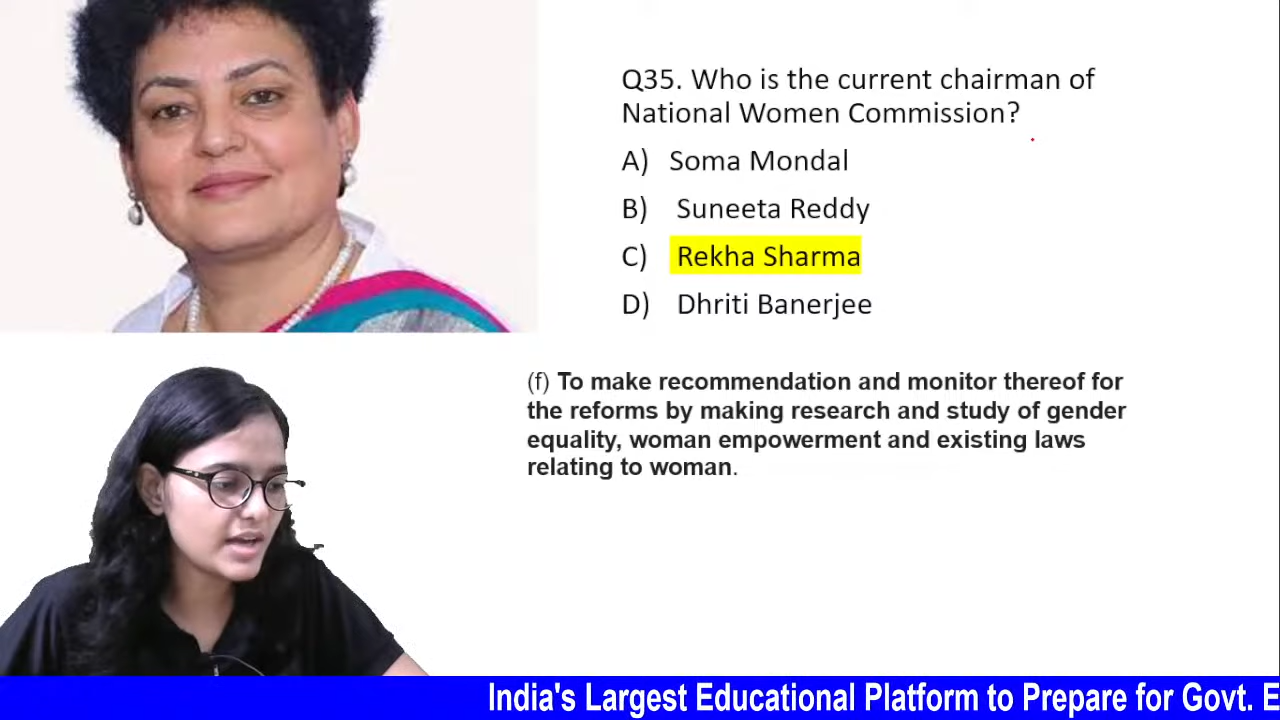 Q35. Who is the current chairman of
National Women Commission?
A) Soma Mondal
B) Suneeta Reddy
C) Rekha Sharma
D) Dhriti Banerjee
(f) To make recommendation and monitor thereof for
the reforms by making research and study of gender
equality, woman empowerment and existing laws
relating to woman.
India's Largest Educational Platform to Prepare for Govt. E